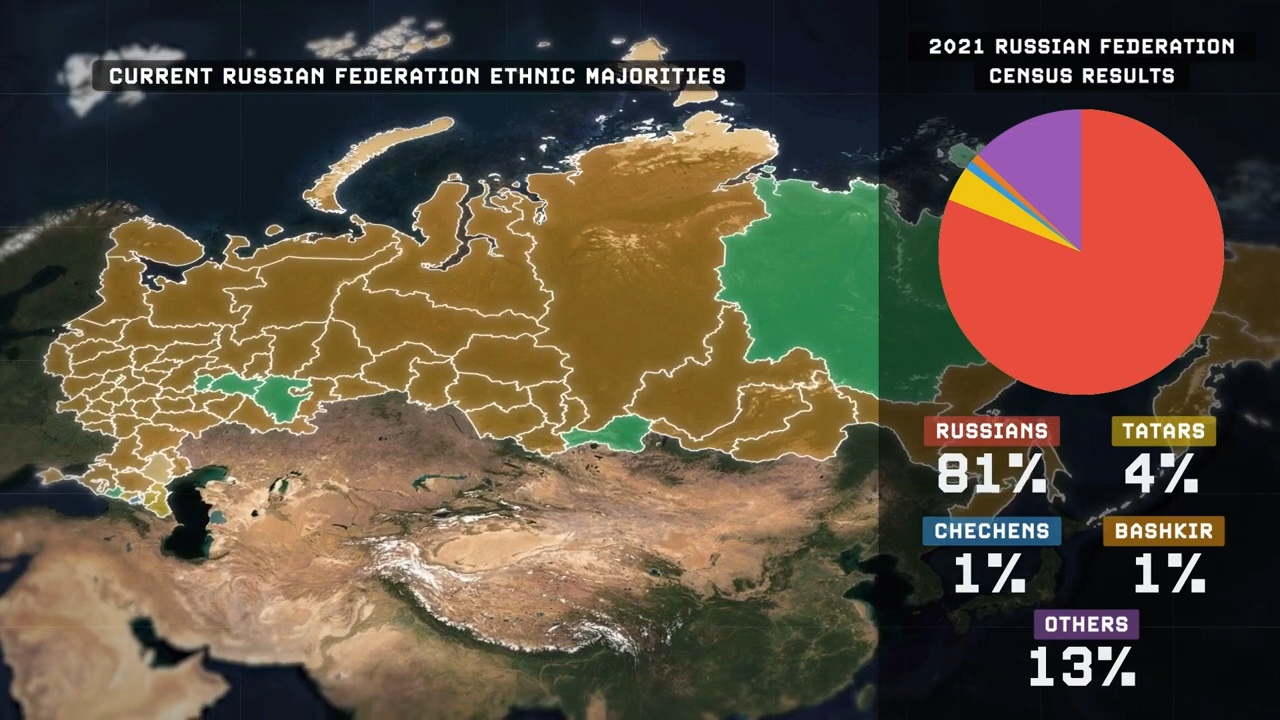 CURRENT RUSSIAN FEDERATION ETHNIC MAJORITIES
2021 RUSSIAN FEDERATION
CENSUS RESULTS
RUSSIANS
81%
TATARS
4%
CHECHENS
1%
BASHKIR
1%
OTHERS
13%